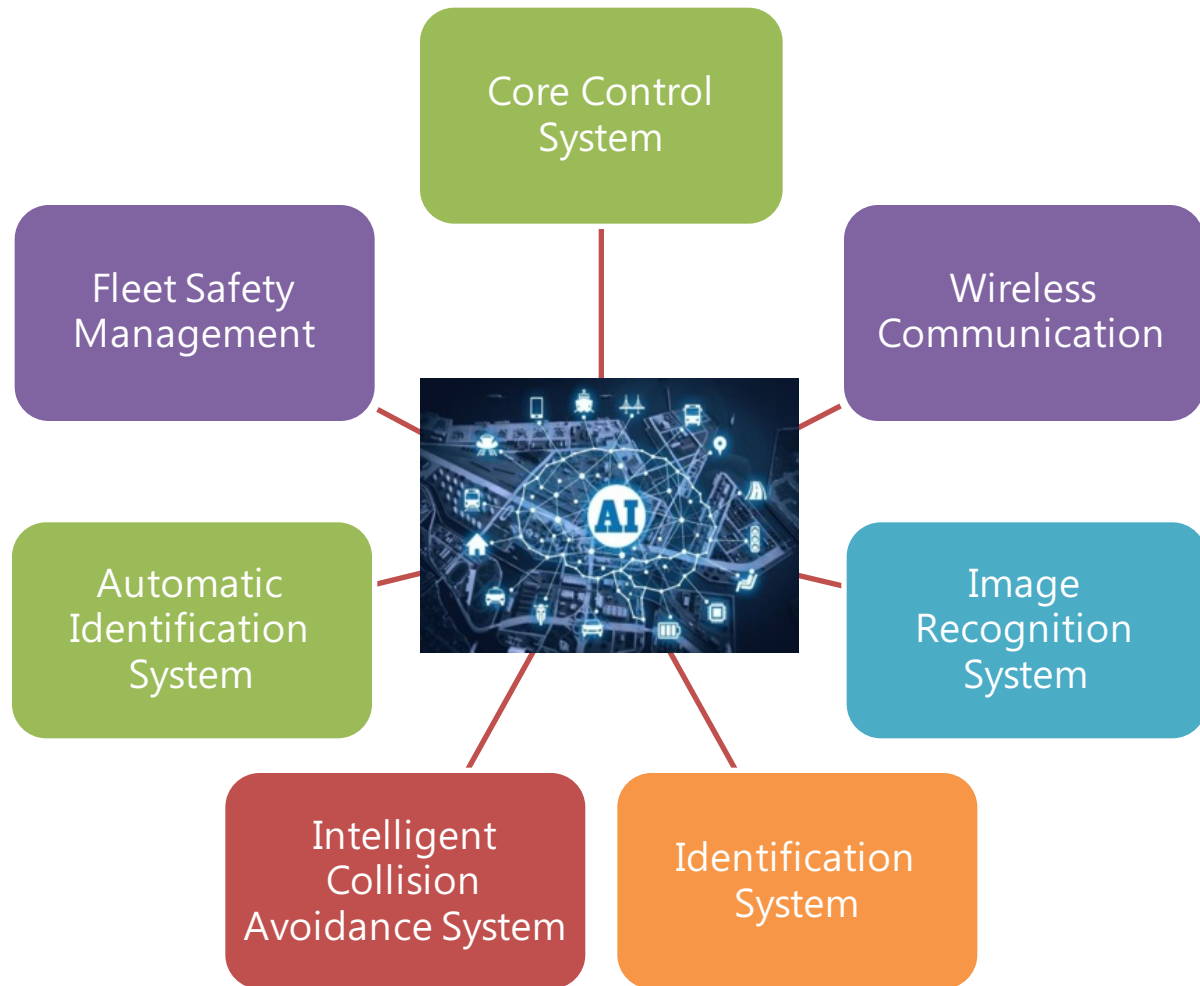 Core Control
System
Fleet Safety
Management
Wireless
Communication
AI
Automatic
Identification
System
Image
Recognition
System
Intelligent
Collision
Avoidance System
Identification
System